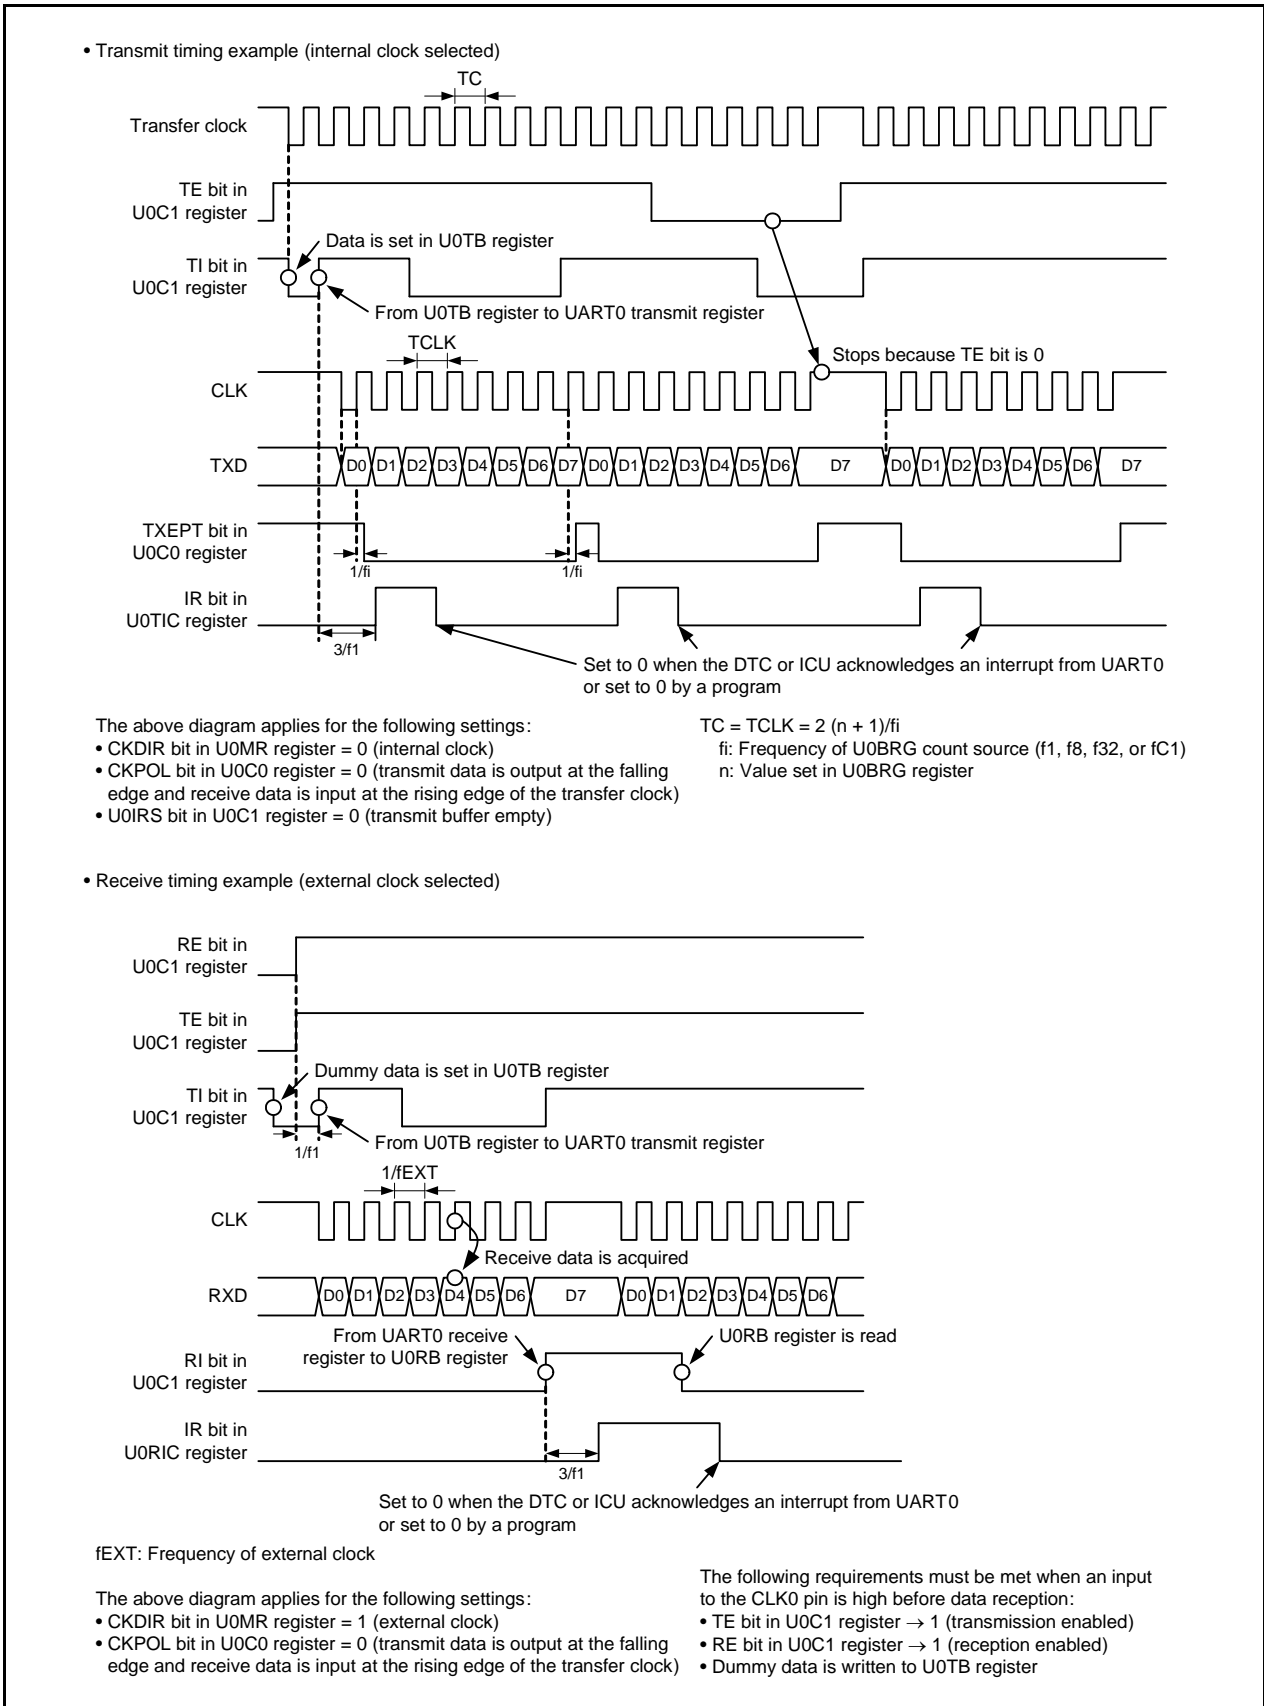 • Transmit timing example (internal clock selected)
TC
Transfer clock
TE bit in
U0C1 register
Data is set in U0TB register
TI bit in
U0C1 register
From U0TB register to UART0 transmit register
TCLK
Stops because TE bit is 0
CLK
TXD D0 D1 D2 D3 D4 D5 D6 D7 D0 D1 D2 D3 D4 D5 D6 D7 D0 D1 D2 D3 D4 D5 D6 D7
TXEPT bit in
U0C0 register
1/fi 1/fi
IR bit in
U0TIC register
3/f1
Set to 0 when the DTC or ICU acknowledges an interrupt from UART0
or set to 0 by a program
The above diagram applies for the following settings:
• CKDIR bit in U0MR register = 0 (internal clock)
• CKPOL bit in U0C0 register = 0 (transmit data is output at the falling
edge and receive data is input at the rising edge of the transfer clock)
• U0IRS bit in U0C1 register = 0 (transmit buffer empty)
TC = TCLK = 2 (n + 1)/fi
fi: Frequency of U0BRG count source (f1, f8, f32, or fC1)
n: Value set in U0BRG register
• Receive timing example (external clock selected)
RE bit in
U0C1 register
TE bit in
U0C1 register
Dummy data is set in U0TB register
TI bit in
U0C1 register
From U0TB register to UART0 transmit register
1/f1
1/fEXT
CLK
Receive data is acquired
RXD D0 D1 D2 D3 D4 D5 D6 D7 D0 D1 D2 D3 D4 D5 D6
From UART0 receive
register to U0RB register
U0RB register is read
RI bit in
U0C1 register
IR bit in
U0RIC register
3/f1
Set to 0 when the DTC or ICU acknowledges an interrupt from UART0
or set to 0 by a program
fEXT: Frequency of external clock
The above diagram applies for the following settings:
• CKDIR bit in U0MR register = 1 (external clock)
• CKPOL bit in U0C0 register = 0 (transmit data is output at the falling
edge and receive data is input at the rising edge of the transfer clock)
The following requirements must be met when an input
to the CLK0 pin is high before data reception:
• TE bit in U0C1 register → 1 (transmission enabled)
• RE bit in U0C1 register → 1 (reception enabled)
• Dummy data is written to U0TB register